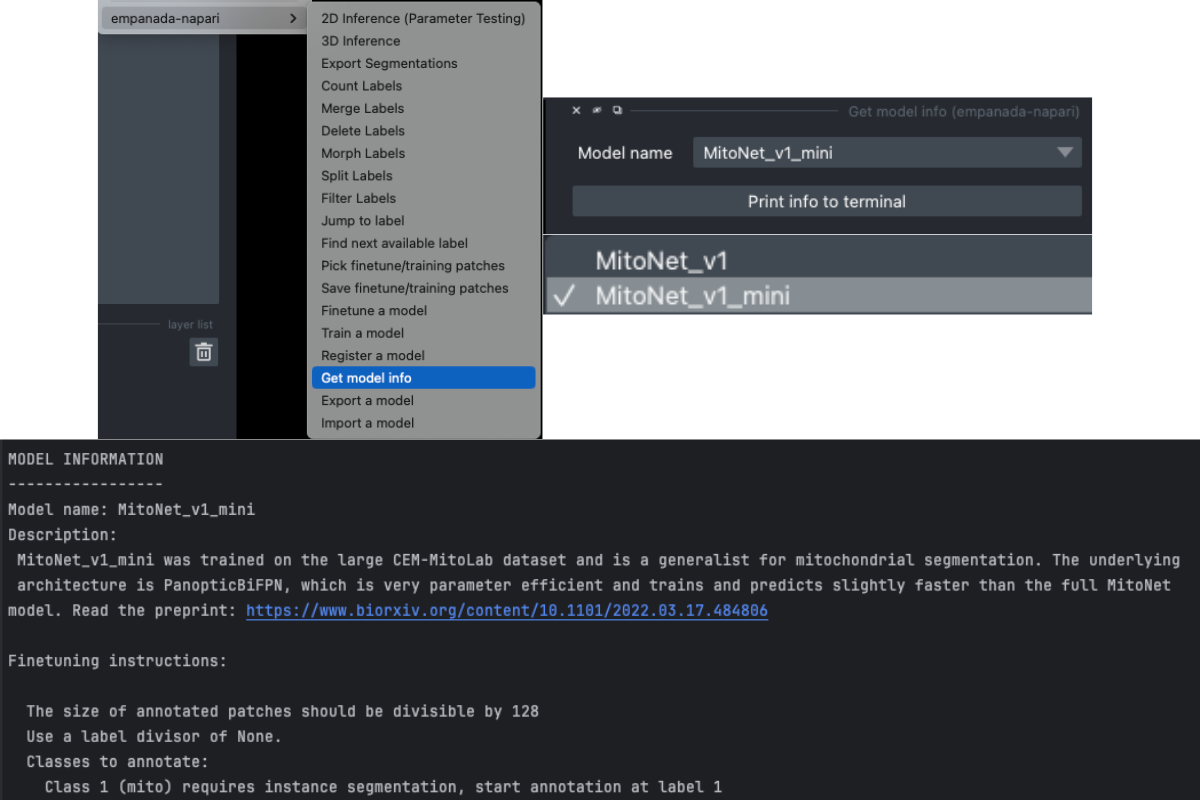 empanada-napari
2D Inference (Parameter Testing)
3D Inference
Export Segmentations
Count Labels
Merge Labels
Delete Labels
Morph Labels
Split Labels
Filter Labels
Jump to label
Find next available label
Pick finetune/training patches
Save finetune/training patches
Finetune a model
Train a model
Register a model
Get model info
Export a model
Import a model
layer list
Get model info (empanada-napari)
Model name MitoNet_v1_mini
Print info to terminal
MitoNet_v1
MitoNet_v1_mini
MODEL INFORMATION
-----------------
Model name: MitoNet_v1_mini
Description:
MitoNet_v1_mini was trained on the large CEM-MitoLab dataset and is a generalist for mitochondrial segmentation. The underlying
architecture is PanopticBiFPN, which is very parameter efficient and trains and predicts slightly faster than the full MitoNet
model. Read the preprint: https://www.biorxiv.org/content/10.1101/2022.03.17.484806
Finetuning instructions:
The size of annotated patches should be divisible by 128
Use a label divisor of None.
Classes to annotate:
Class 1 (mito) requires instance segmentation, start annotation at label 1